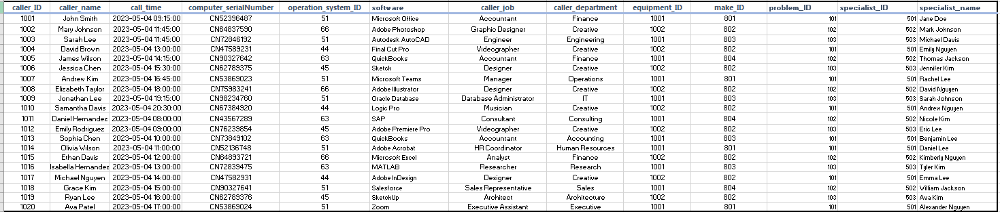 caller_ID caller_name call_time computer_serialNumber operation_system_ID software caller_job caller_department equipment_ID make_ID problem_ID specialist_ID specialist_name
1001 John Smith 2023-05-04 09:15:00 CN52396487 51 Microsoft Office Accountant Finance 1001 801 101 501 Jane Doe
1002 Mary Johnson 2023-05-04 11:45:00 CN64837590 66 Adobe Photoshop Graphic Designer Creative 1002 802 102 502 Mark Johnson
1003 Sarah Lee 2023-05-04 11:45:00 CN72846192 51 Autodesk AutoCAD Engineer Engineering 1001 803 103 503 Michael Davis
1004 David Brown 2023-05-04 13:00:00 CN47589231 44 Final Cut Pro Videographer Creative 1002 802 101 501 Emily Nguyen
1005 James Wilson 2023-05-04 14:15:00 CN90327642 63 QuickBooks Accountant Finance 1001 804 102 502 Thomas Jackson
1006 Jessica Chen 2023-05-04 15:30:00 CN62789375 45 Sketch Designer Creative 1002 802 103 503 Jennifer Kim
1007 Andrew Kim 2023-05-04 16:45:00 CN53869023 51 Microsoft Teams Manager Operations 1001 801 101 501 Rachel Lee
1008 Elizabeth Taylor 2023-05-04 18:00:00 CN75983241 66 Adobe Illustrator Designer Creative 1002 802 102 502 David Nguyen
1009 Jonathan Lee 2023-05-04 19:15:00 CN98234760 51 Oracle Database Database Administrator IT 1001 803 103 503 Sarah Johnson
1010 Samantha Davis 2023-05-04 20:30:00 CN67384920 44 Logic Pro Musician Creative 1002 802 101 501 Andrew Nguyen
1011 Daniel Hernandez 2023-05-04 08:00:00 CN43567289 63 SAP Consultant Consulting 1001 804 102 502 Nicole Kim
1012 Emily Rodriguez 2023-05-04 09:00:00 CN76239854 45 Adobe Premiere Pro Videographer Creative 1002 802 103 503 Eric Lee
1013 Sophia Chen 2023-05-04 10:00:00 CN73849102 63 QuickBooks Accountant Accounting 1001 803 101 501 Benjamin Lee
1014 Olivia Wilson 2023-05-04 11:00:00 CN52136748 51 Adobe Acrobat HR Coordinator Human Resources 1001 801 101 501 Daniel Lee
1015 Ethan Davis 2023-05-04 12:00:00 CN64893721 66 Microsoft Excel Analyst Finance 1002 802 102 502 Kimberly Nguyen
1016 Isabella Hernandez 2023-05-04 13:00:00 CN72839475 63 MATLAB Researcher Research 1001 803 103 503 Tyler Kim
1017 Michael Nguyen 2023-05-04 14:00:00 CN47582931 44 Adobe InDesign Designer Creative 1002 802 101 501 Emma Lee
1018 Grace Kim 2023-05-04 15:00:00 CN90327641 51 Salesforce Sales Representative Sales 1001 804 102 502 William Jackson
1019 Ryan Lee 2023-05-04 16:00:00 CN62789376 45 SketchUp Architect Architecture 1002 802 103 503 Ava Kim
1020 Ava Patel 2023-05-04 17:00:00 CN53869024 51 Zoom Executive Assistant Executive 1001 801 101 501 Alexander Nguyen